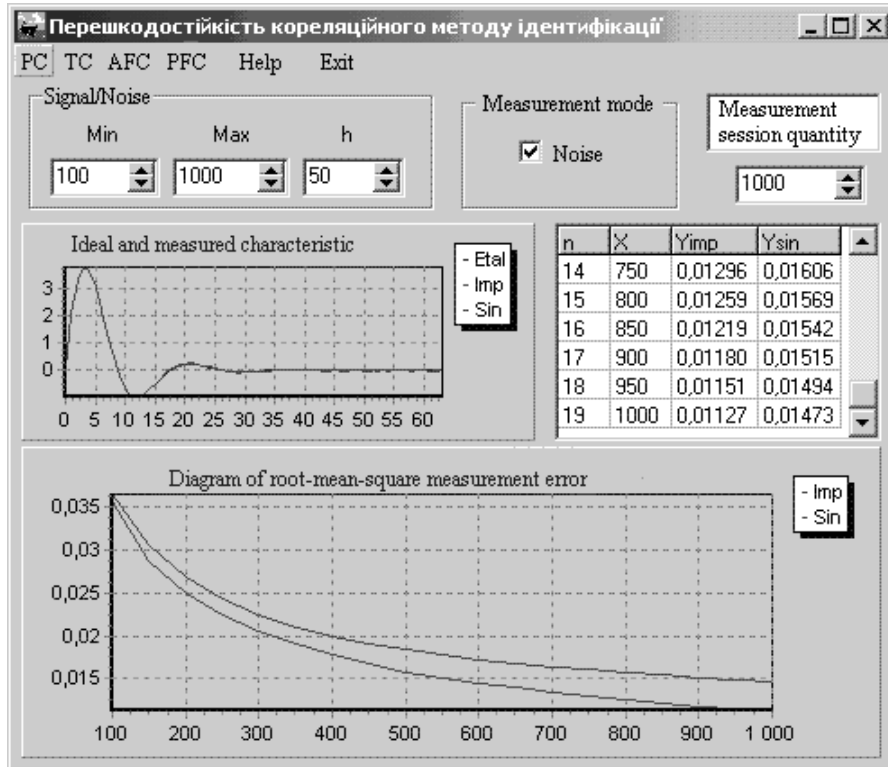 Перешкодостійкість кореляційного методу ідентифікації
PC TC AFC PFC Help Exit
Signal/Noise
Min Max h
100 1000 50
Measurement mode
Noise
Measurement
session quantity
1000
Ideal and measured characteristic
- Etal
- Imp
- Sin
3
2
1
0
0 5 10 15 20 25 30 35 40 45 50 55 60
n X Yimp Ysin
14 750 0,01296 0,01606
15 800 0,01259 0,01569
16 850 0,01219 0,01542
17 900 0,01180 0,01515
18 950 0,01151 0,01494
19 1000 0,01127 0,01473
Diagram of root-mean-square measurement error
- Imp
- Sin
0,035
0,03
0,025
0,02
0,015
100 200 300 400 500 600 700 800 900 1 000